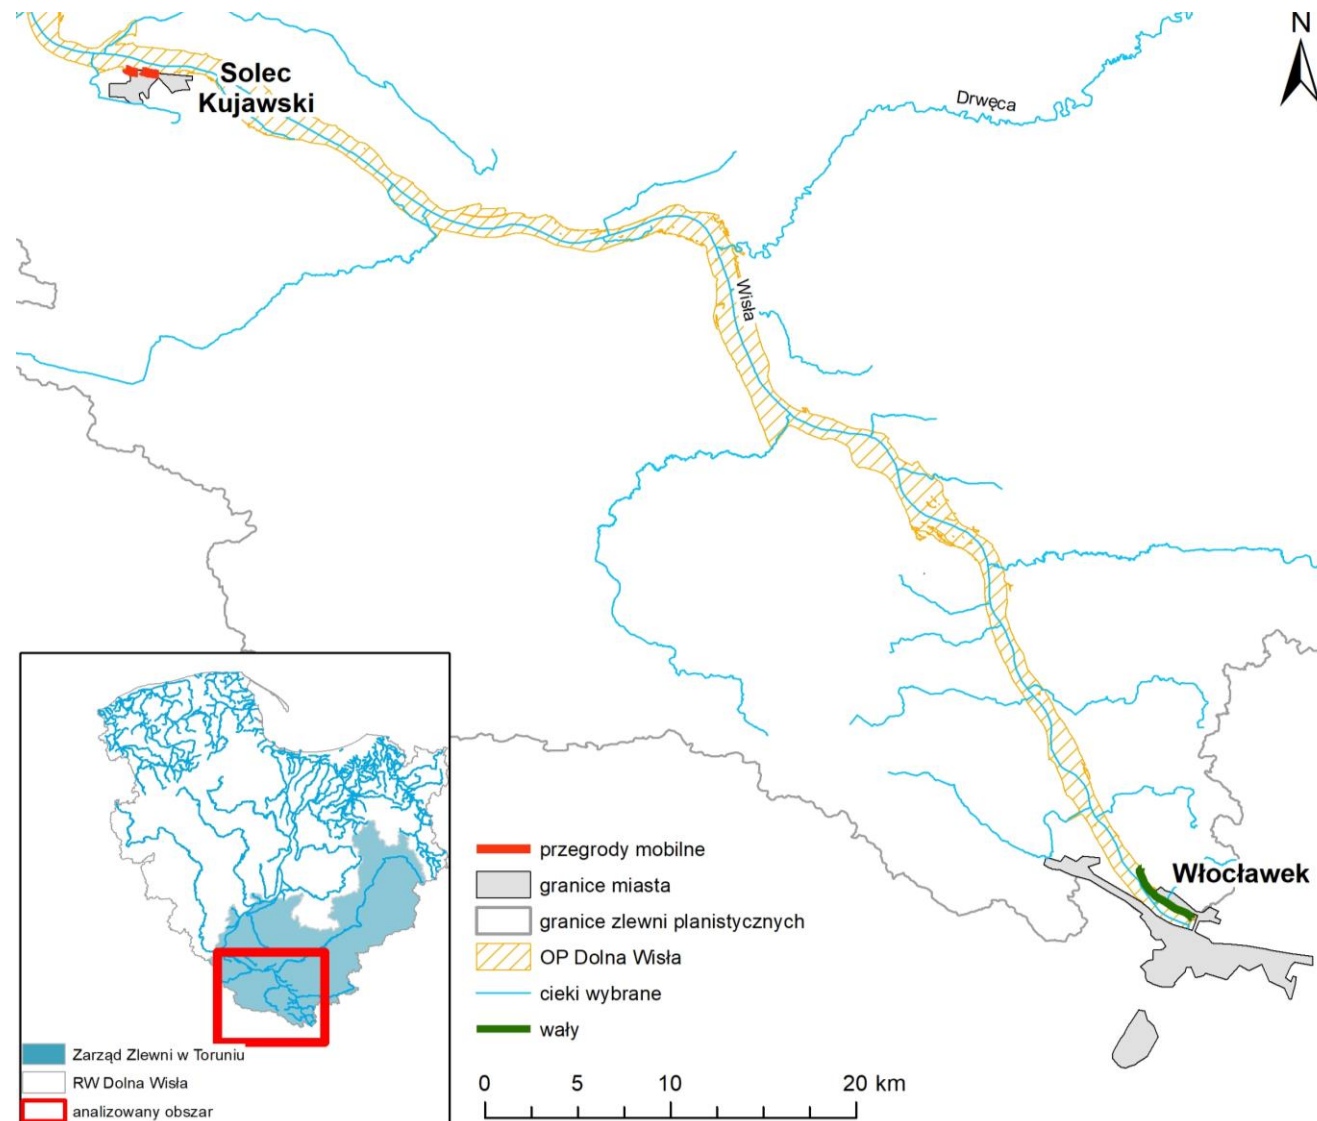 N
Solec
Kujawski
Drwęca
Wisła
Włocławek
przegrody mobilne
granice miasta
granice zlewni planistycznych
OP Dolna Wisła
cieki wybrane
wały
Zarząd Zlewni w Toruniu
RW Dolna Wisła
analizowany obszar
0 5 10 20 km